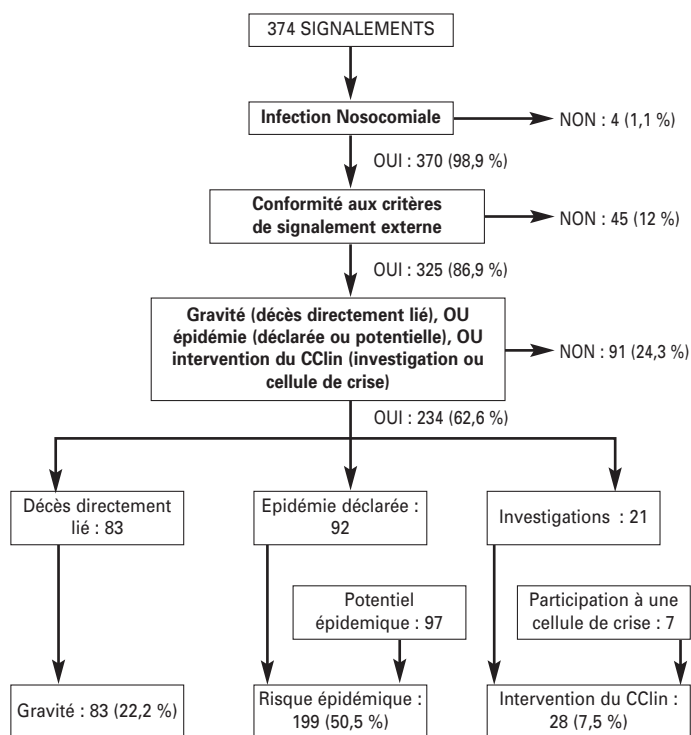 374 SIGNALEMENTS
Infection Nosocomiale
NON : 4 (1,1 %)
OUI : 370 (98,9 %)
Conformité aux critères
de signalement externe
NON : 45 (12 %)
OUI : 325 (86,9 %)
Gravité (décès directement lié), OU
épidémie (déclarée ou potentielle), OU
intervention du CClin (investigation ou
cellule de crise)
NON : 91 (24,3 %)
OUI : 234 (62,6 %)
Décès directement
lié : 83
Epidémie déclarée :
92
Investigations : 21
Potentiel
épidemique : 97
Participation à une
cellule de crise : 7
Gravité : 83 (22,2 %)
Risque épidémique :
199 (50,5 %)
Intervention du CClin :
28 (7,5 %)